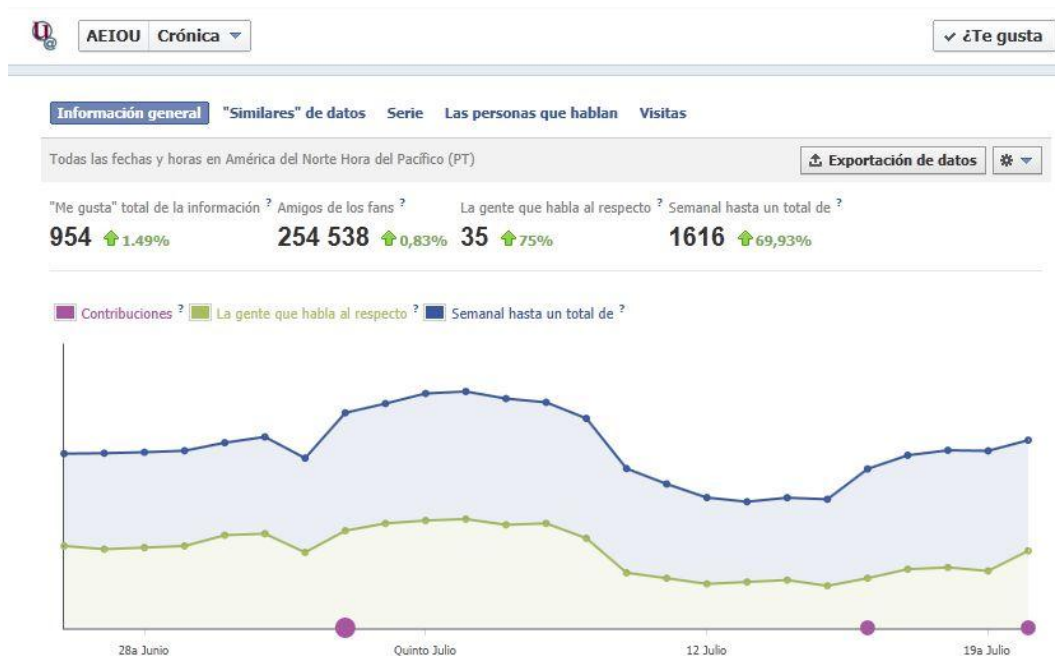 U@ AEIOU Crónica ¿Te gusta
Información general "Similares" de datos Serie Las personas que hablan Visitas
Todas las fechas y horas en América del Norte Hora del Pacífico (PT) Exportación de datos
"Me gusta" total de la información ? Amigos de los fans ? La gente que habla al respecto ? Semanal hasta un total de ?
954 1.49% 254 538 0,83% 35 75% 1616 69,93%
Contribuciones ? La gente que habla al respecto ? Semanal hasta un total de ?
28a Junio Quinto Julio 12 Julio 19a Julio